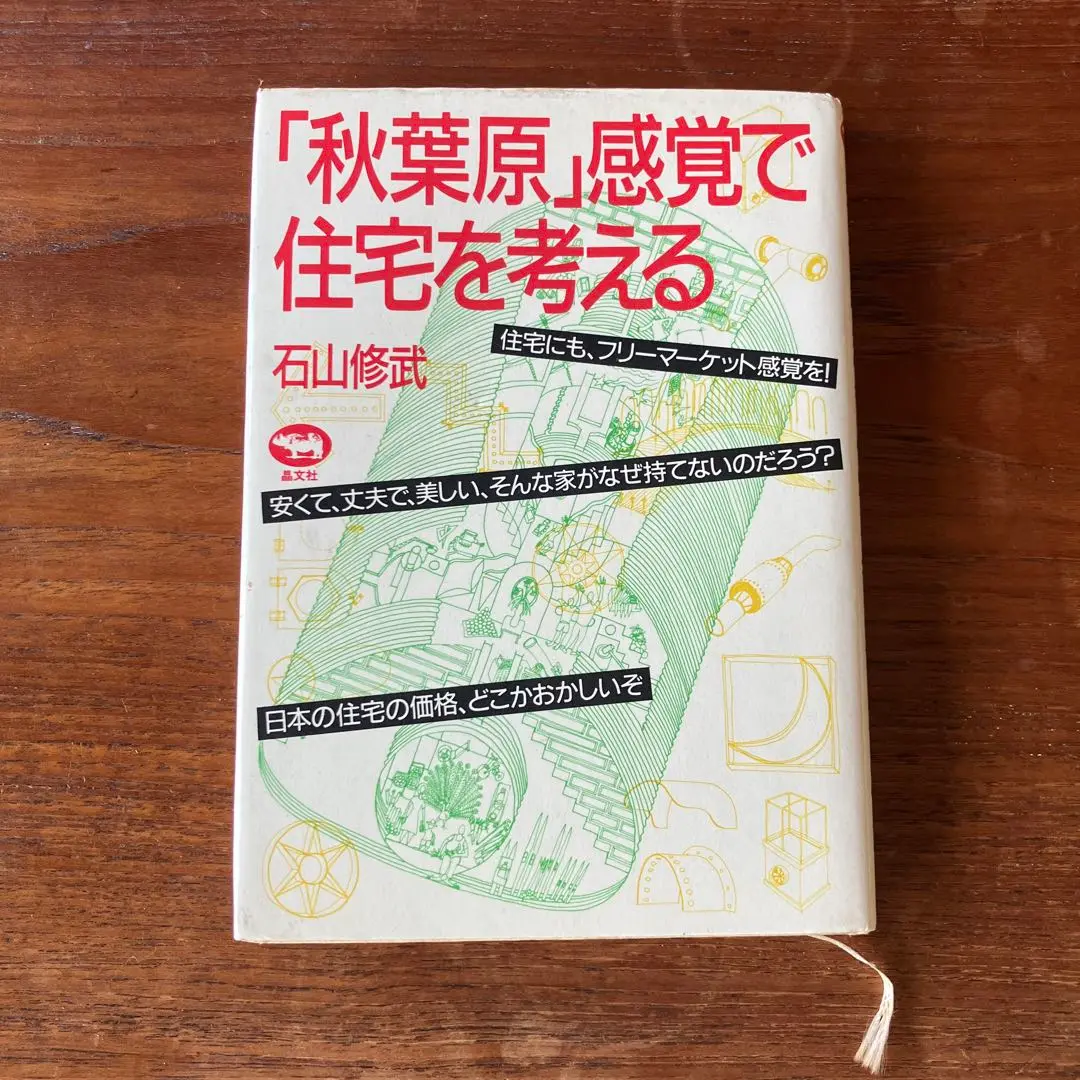 「秋葉原」感覚で
住宅を考える
住宅にも、フリーマーケット感覚を!
石山修武
晶文社
安くて、丈夫で、美しい、そんな家がなぜ持てないのだろう?
日本の住宅の価格、どこかおかしいぞ